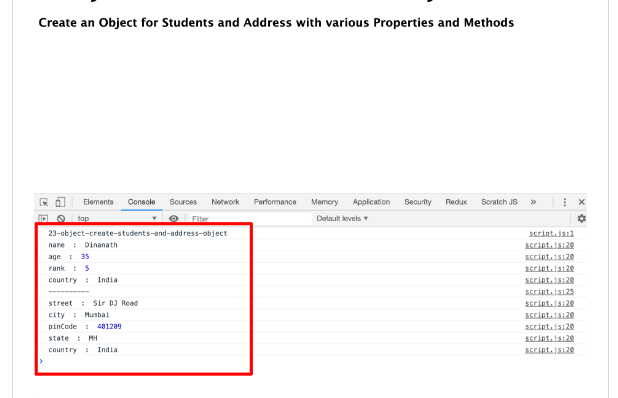 Create an Object for Students and Address with various Properties and Methods
Elements Console Sources Network Performance Memory Application Security Redux Scratch JS »
top Filter Default levels ▼
23-object-create-students-and-address-object script.js:1
name : Dinanath script.js:20
age : 35 script.js:20
rank : 5 script.js:20
country : India script.js:20
---------- script.js:25
street : Sir DJ Road script.js:20
city : Mumbai script.js:20
pinCode : 401209 script.js:20
state : MH script.js:20
country : India script.js:20
>